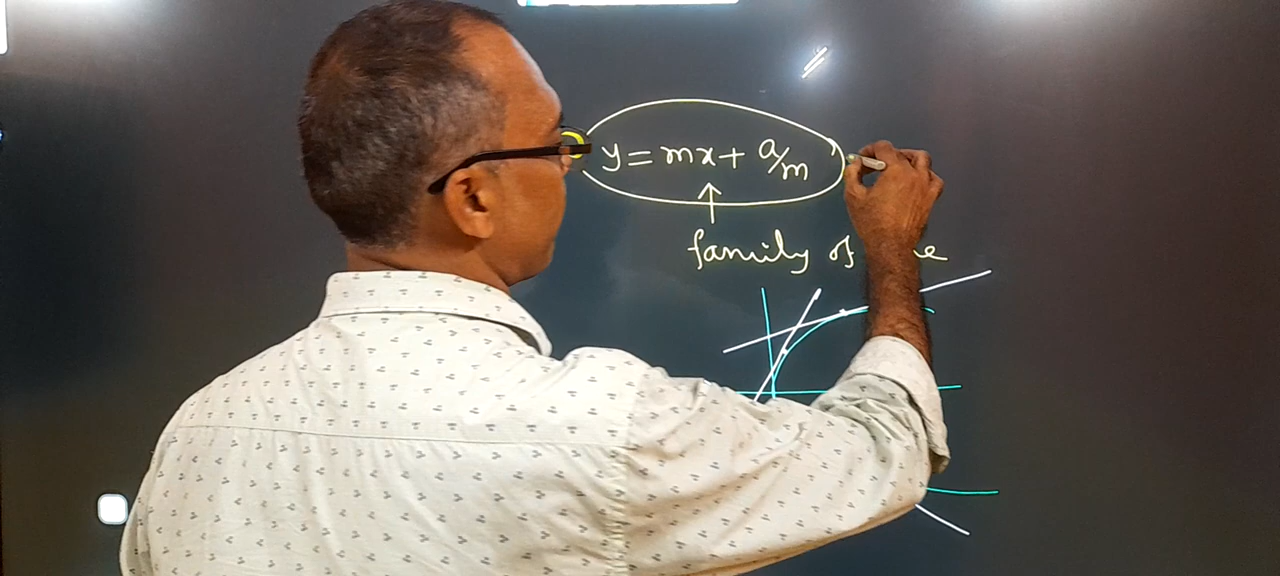 y = mx + a/m
family of